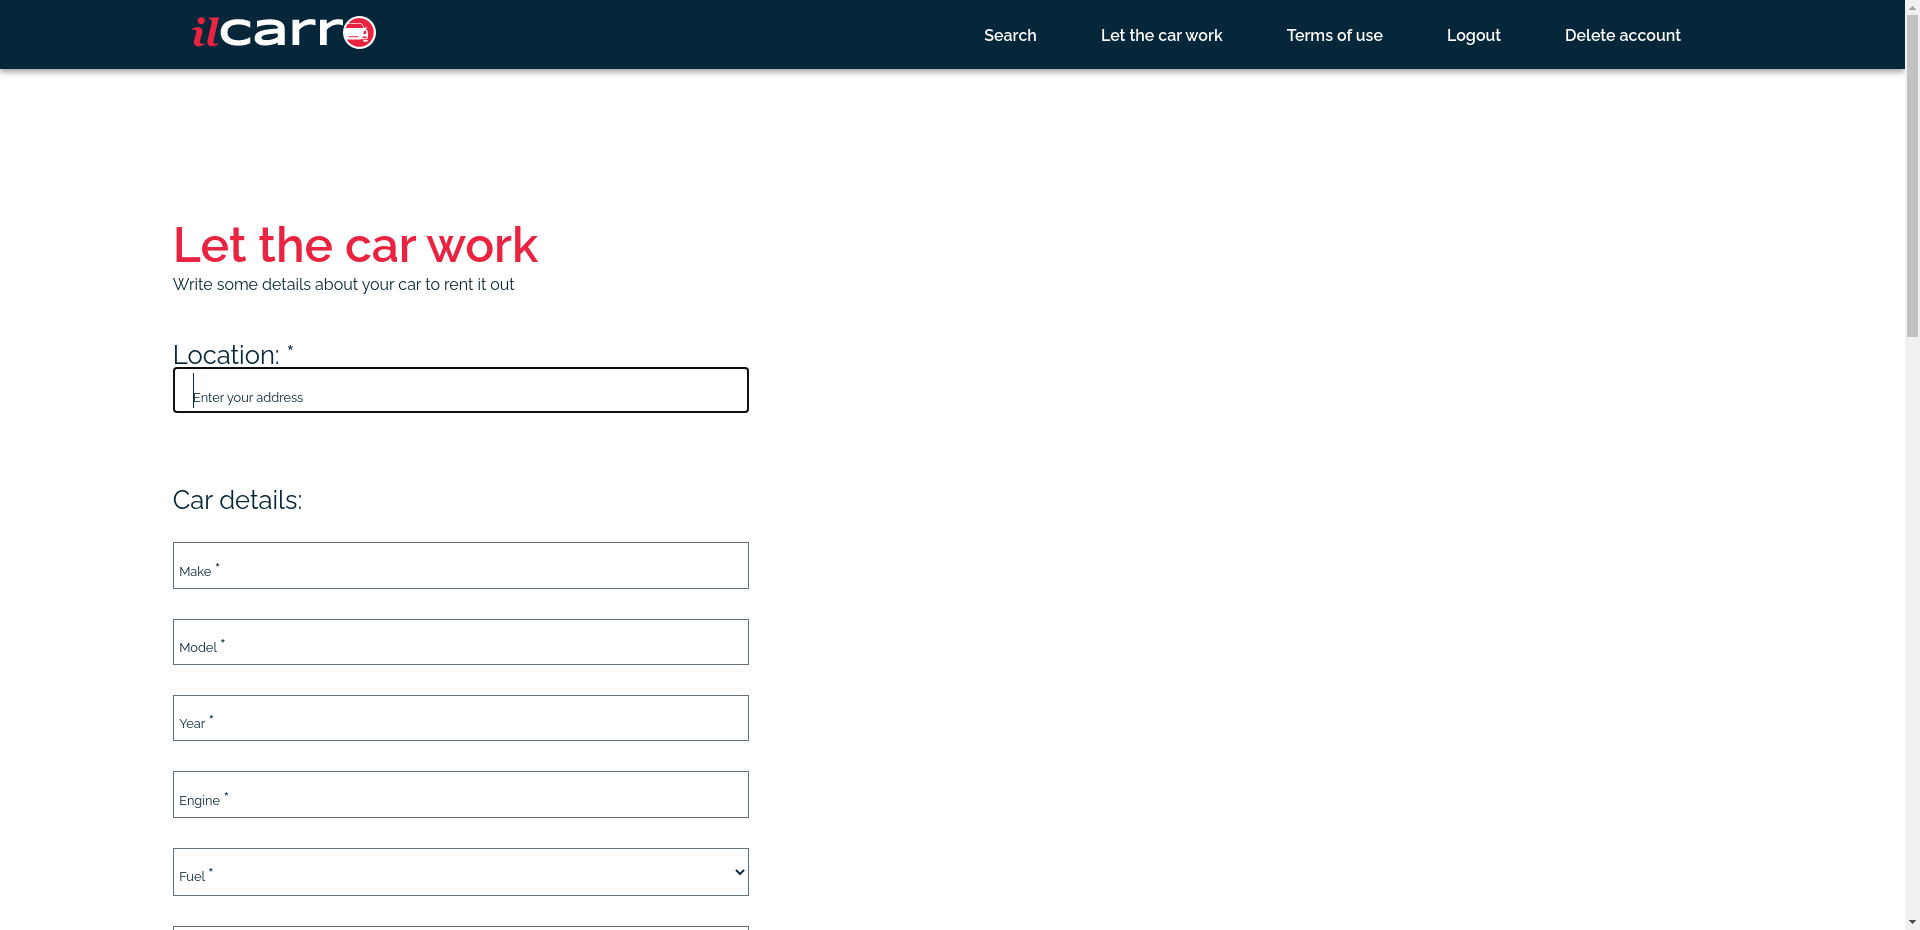 ilcarro
Search
Let the car work
Terms of use
Logout
Delete account
Let the car work
Write some details about your car to rent it out
Location: *
Enter your address
Car details:
Make *
Model *
Year *
Engine *
Fuel *